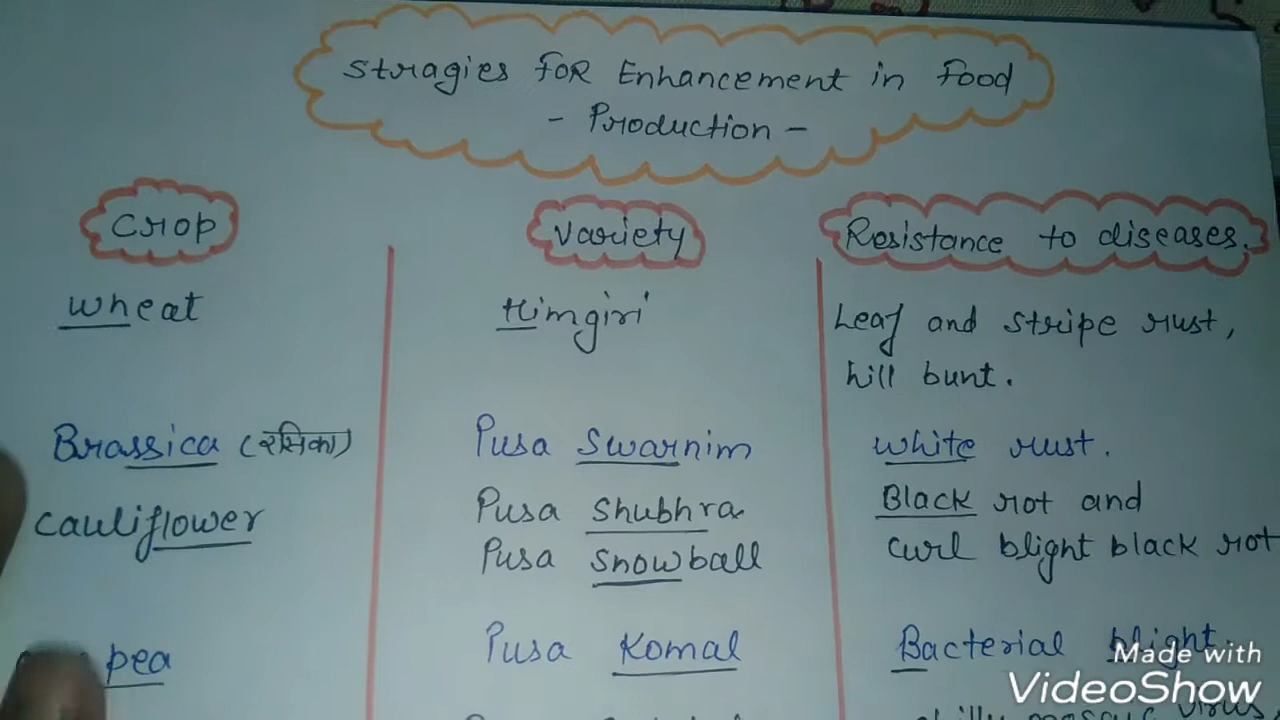 Stragies FOR Enhancement in Food
- Production -
Crop
Variety
Resistance to diseases.
Wheat
Himgiri
Leaf and stripe rust,
hill bunt.
Brassica (रसिका)
Pusa Swarnim
White rust.
Cauliflower
Pusa Shubhra
Pusa Snowball
Black rot and
Curl blight black rot
pea
Pusa Komal
Bacterial blight.
mosaic virus,
Made with
VideoShow